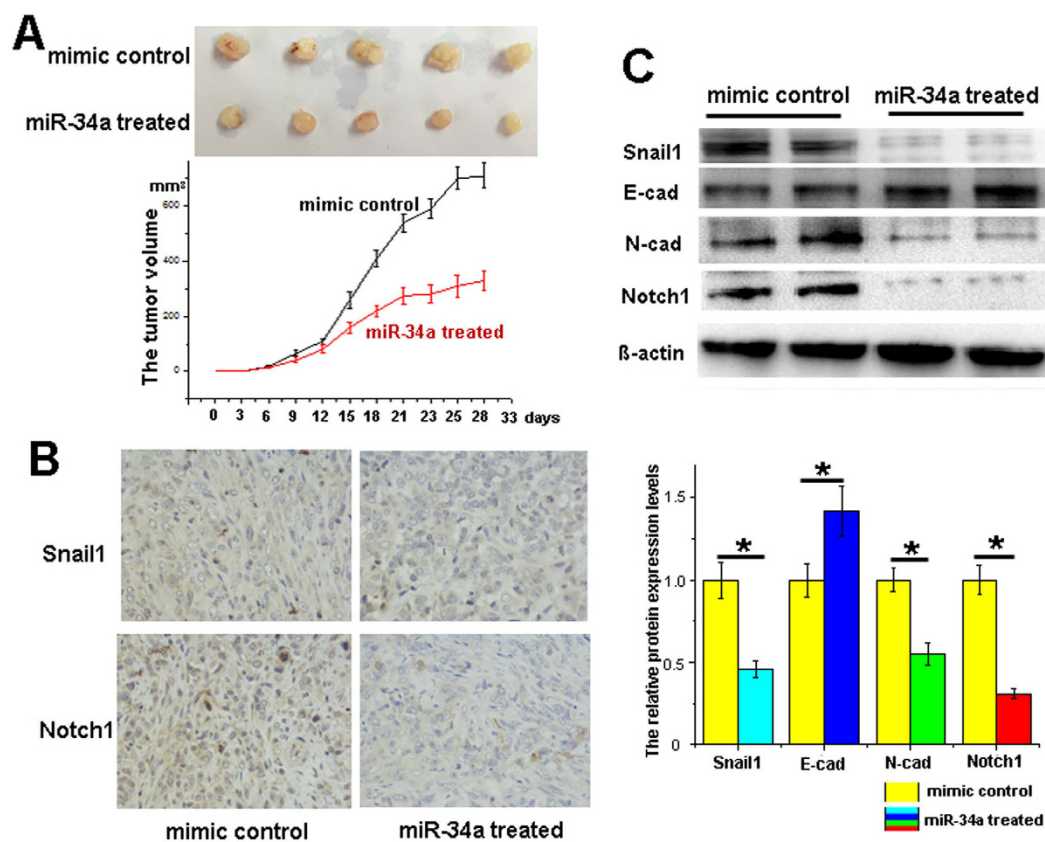 A
mimic control
miR-34a treated
mm³
The tumor volume
600
400
200
0
mimic control
miR-34a treated
0 3 6 9 12 15 18 21 23 25 28 33 days
B
Snail1
Notch1
mimic control miR-34a treated
C
mimic control miR-34a treated
Snail1
E-cad
N-cad
Notch1
ß-actin
The relative protein expression levels
1.5
1.0
0.5
0
* * * *
Snail1 E-cad N-cad Notch1
mimic control
miR-34a treated